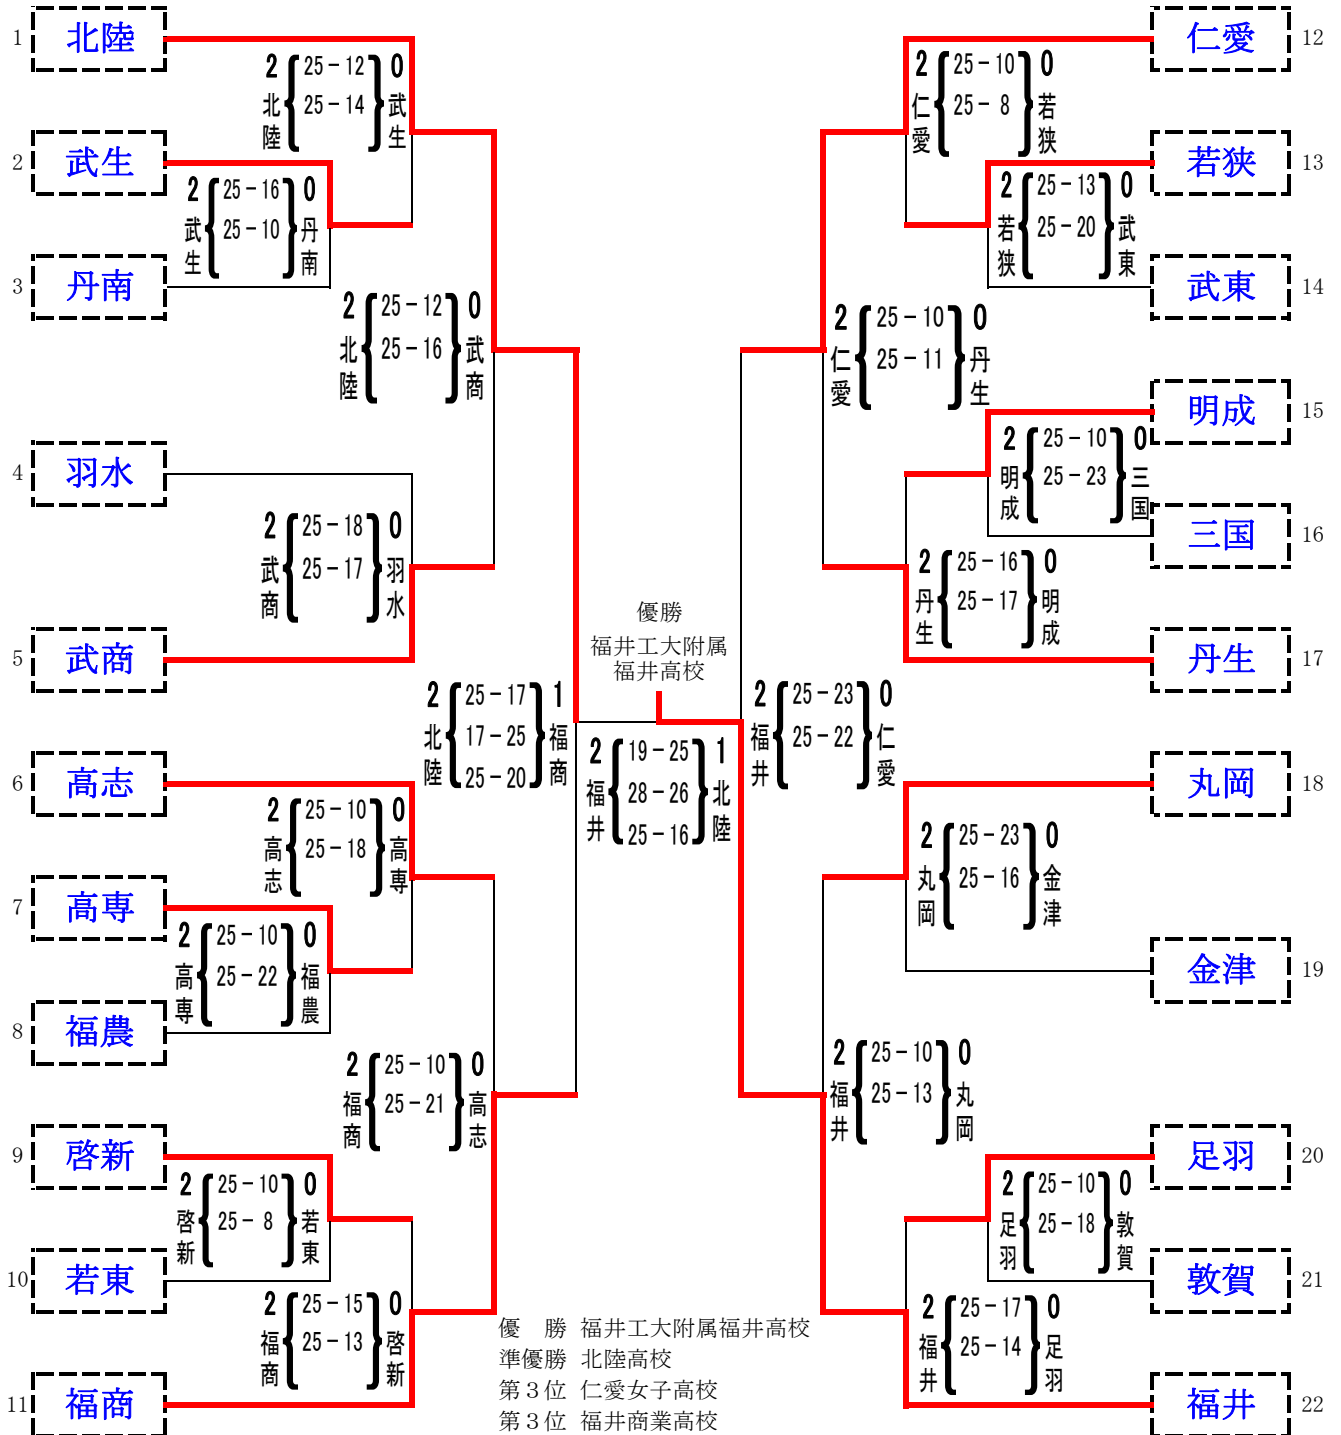 1 北陸
2 武生
3 丹南
4 羽水
5 武商
6 高志
7 高専
8 福農
9 啓新
10 若東
11 福商
仁愛 12
若狭 13
武東 14
明成 15
三国 16
丹生 17
丸岡 18
金津 19
足羽 20
敦賀 21
福井 22
2 25－12 0
北陸 25－14 武生
2 25－16 0
武生 25－10 丹南
2 25－12 0
北陸 25－16 武商
2 25－18 0
武商 25－17 羽水
2 25－17 1
北陸 17－25 福商
25－20
2 25－10 0
高志 25－18 高専
2 25－10 0
高専 25－22 福農
2 25－10 0
福商 25－21 高志
2 25－10 0
啓新 25－8 若東
2 25－15 0
福商 25－13 啓新
2 25－10 0
仁愛 25－8 若狭
2 25－13 0
若狭 25－20 武東
2 25－10 0
仁愛 25－11 丹生
2 25－10 0
明成 25－23 三国
2 25－16 0
丹生 25－17 明成
2 25－23 0
福井 25－22 仁愛
2 25－23 0
丸岡 25－16 金津
2 25－10 0
福井 25－13 丸岡
2 25－10 0
足羽 25－18 敦賀
2 25－17 0
福井 25－14 足羽
優勝
福井工大附属
福井高校
2 19－25 1
福井 28－26 北陸
25－16
優　勝 福井工大附属福井高校
準優勝 北陸高校
第３位 仁愛女子高校
第３位 福井商業高校